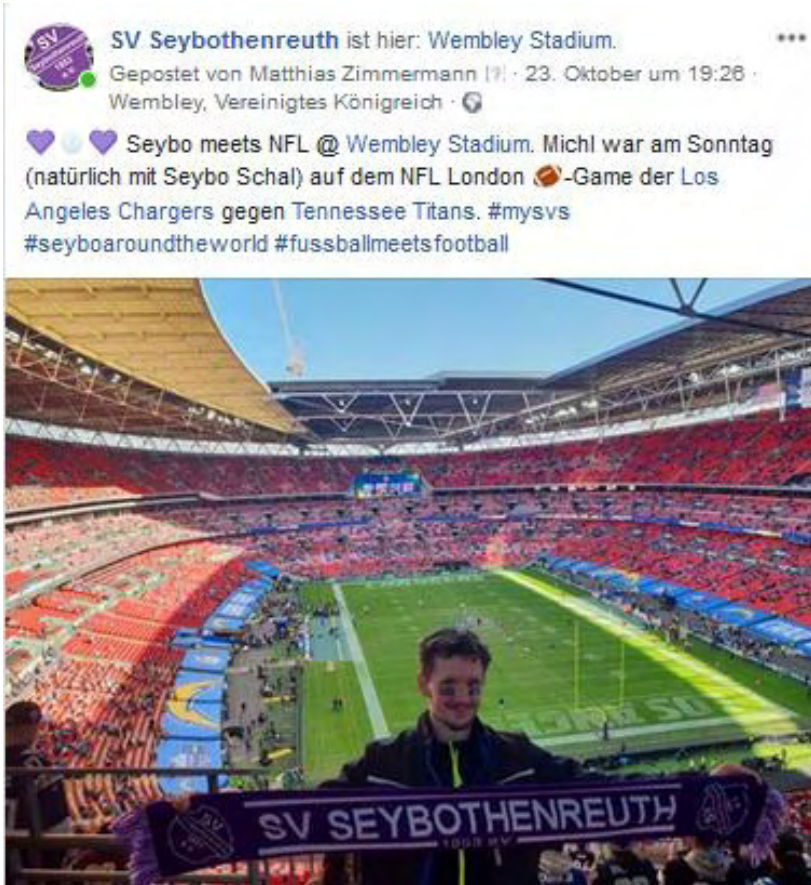 SV Seybothenreuth ist hier: Wembley Stadium.
Gepostet von Matthias Zimmermann [?] · 23. Oktober um 19:26 ·
Wembley, Vereinigtes Königreich ·
💜⚪💜 Seybo meets NFL @ Wembley Stadium. Michl war am Sonntag
(natürlich mit Seybo Schal) auf dem NFL London 🏈-Game der Los
Angeles Chargers gegen Tennessee Titans. #mysvs
#seyboaroundtheworld #fussballmeetsfootball
SV SEYBOTHENREUTH